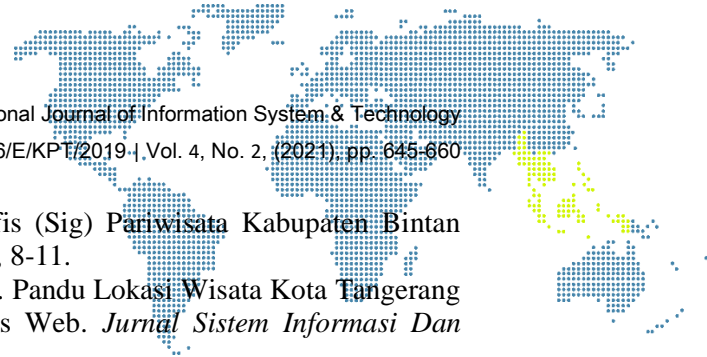 onal Journal of Information System & Technology
6/E/KPT/2019 | Vol. 4, No. 2, (2021), pp. 645-660
fis (Sig) Pariwisata Kabupaten Bintan
, 8-11.
. Pandu Lokasi Wisata Kota Tangerang
s Web. Jurnal Sistem Informasi Dan